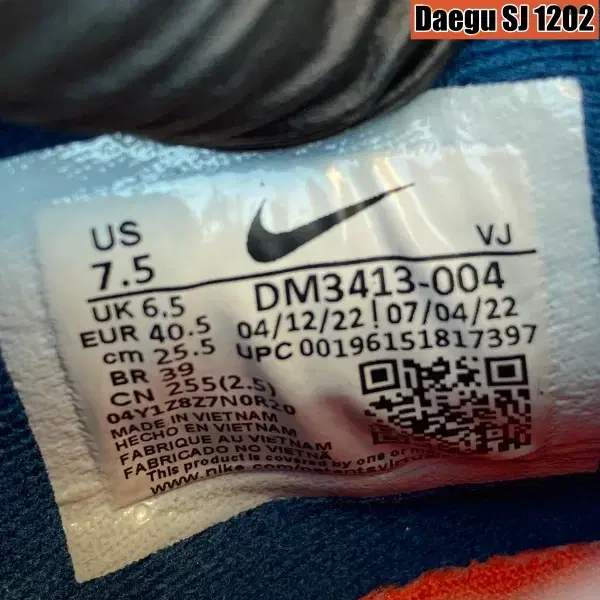 Daegu SJ 1202
US
7.5
VJ
UK 6.5
EUR 40.5
cm 25.5
BR 39
CN 255(2.5)
DM3413-004
04/12/22 07/04/22
UPC 00196151817397
04Y1Z8Z7N0R20
MADE IN VIETNAM
HECHO EN VIETNAM
FABRIQUE AU VIETNAM
FABRICADO NO VIETNÃ
This product is covered by one or
www.nike.com/